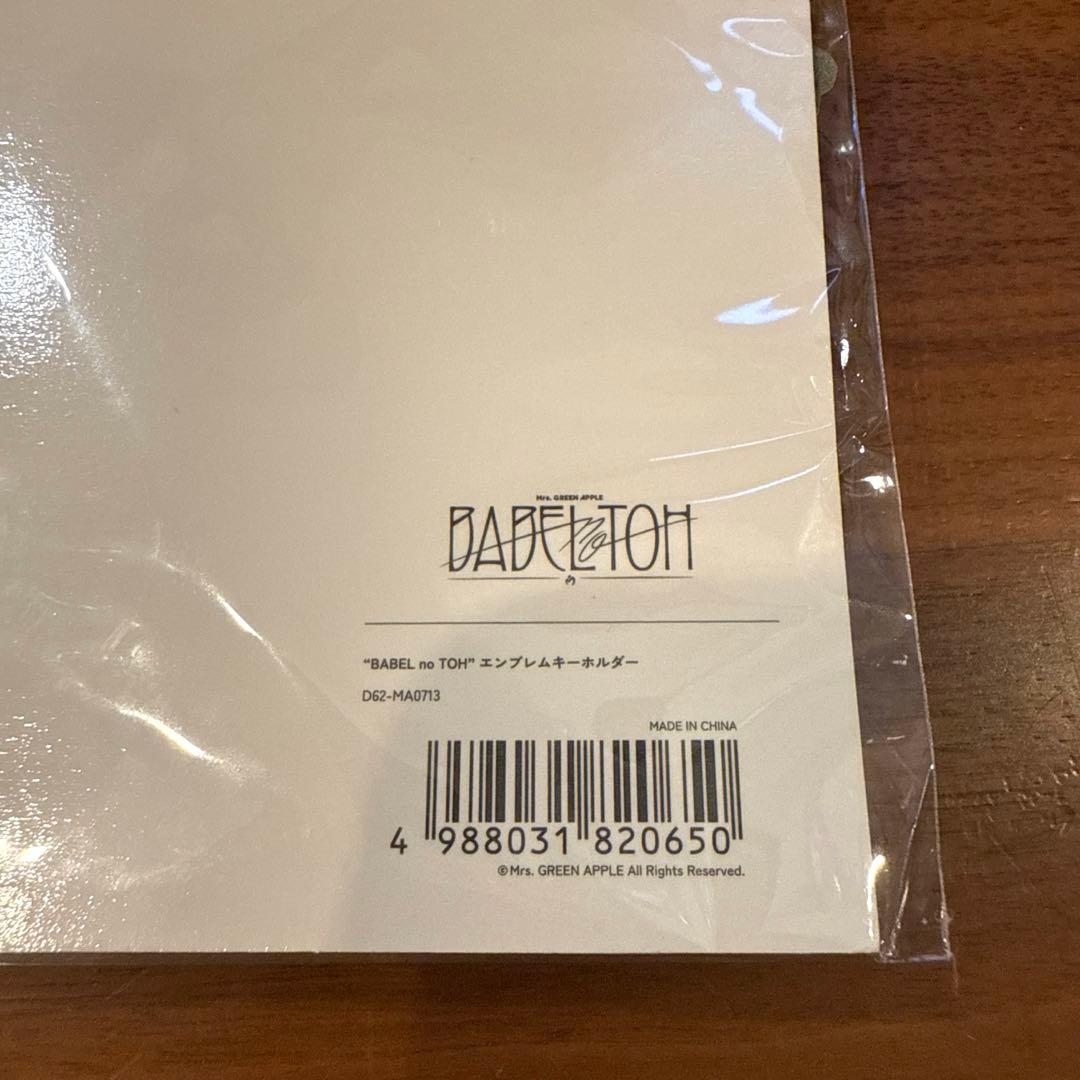 Mrs. GREEN APPLE
BABEL no TOH
“BABEL no TOH” エンブレムキーホルダー
D62-MA0713
MADE IN CHINA
4 988031 820650
©Mrs. GREEN APPLE All Rights Reserved.